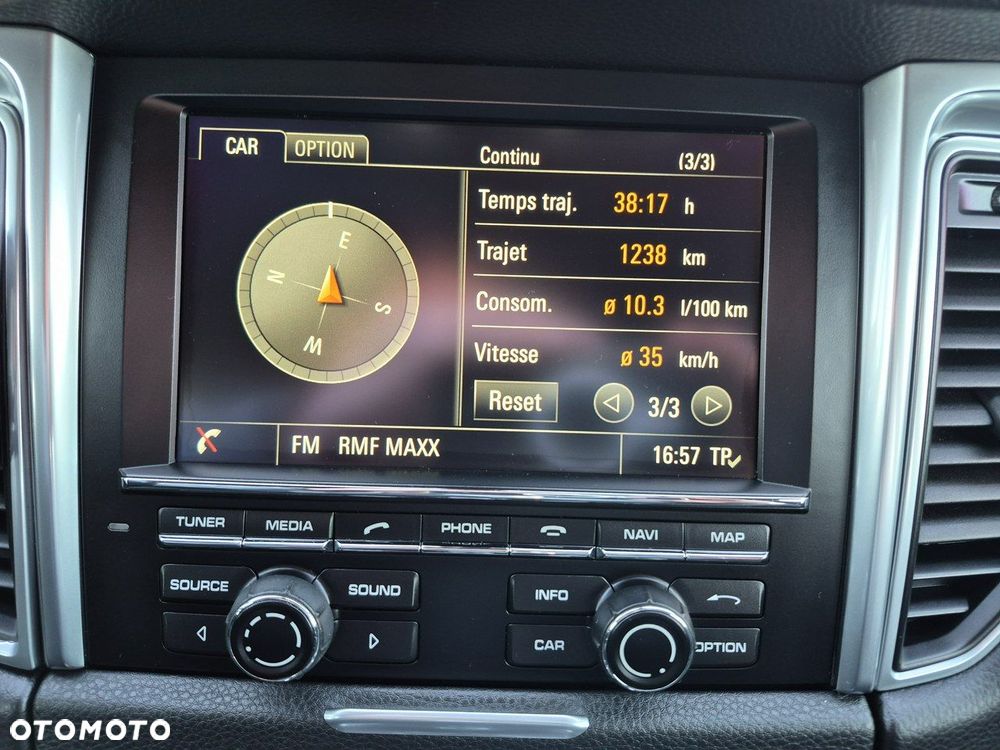 CAR OPTION Continu (3/3)
Temps traj. 38:17 h
Trajet 1238 km
Consom. ø 10.3 l/100 km
Vitesse ø 35 km/h
Reset 3/3
E
N
S
W
FM RMF MAXX 16:57 TP
TUNER MEDIA PHONE NAVI MAP
SOURCE SOUND INFO
CAR OPTION
OTOMOTO